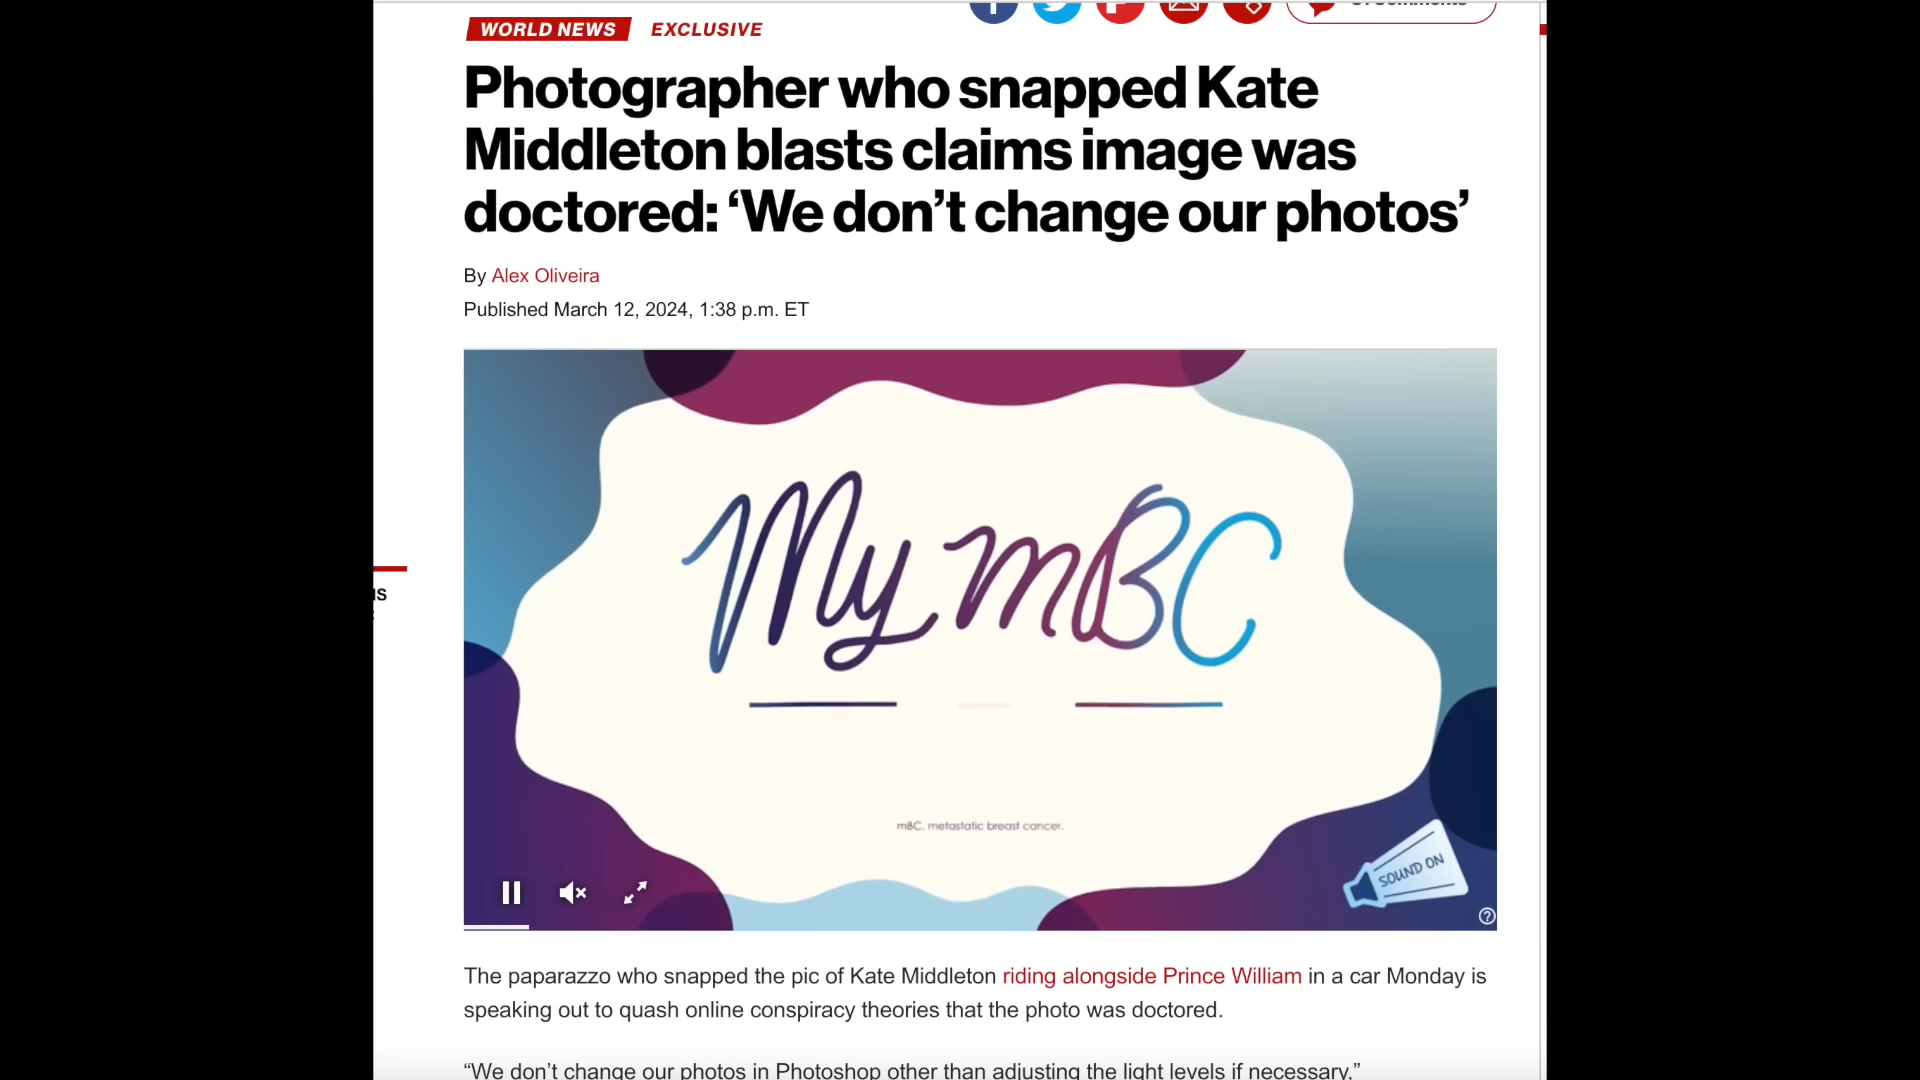 WORLD NEWS EXCLUSIVE
Photographer who snapped Kate
Middleton blasts claims image was
doctored: ‘We don’t change our photos’
By Alex Oliveira
Published March 12, 2024, 1:38 p.m. ET
My mBC
mBC, metastatic breast cancer.
SOUND ON
The paparazzo who snapped the pic of Kate Middleton riding alongside Prince William in a car Monday is
speaking out to quash online conspiracy theories that the photo was doctored.
“We don’t change our photos in Photoshop other than adjusting the light levels if necessary,”